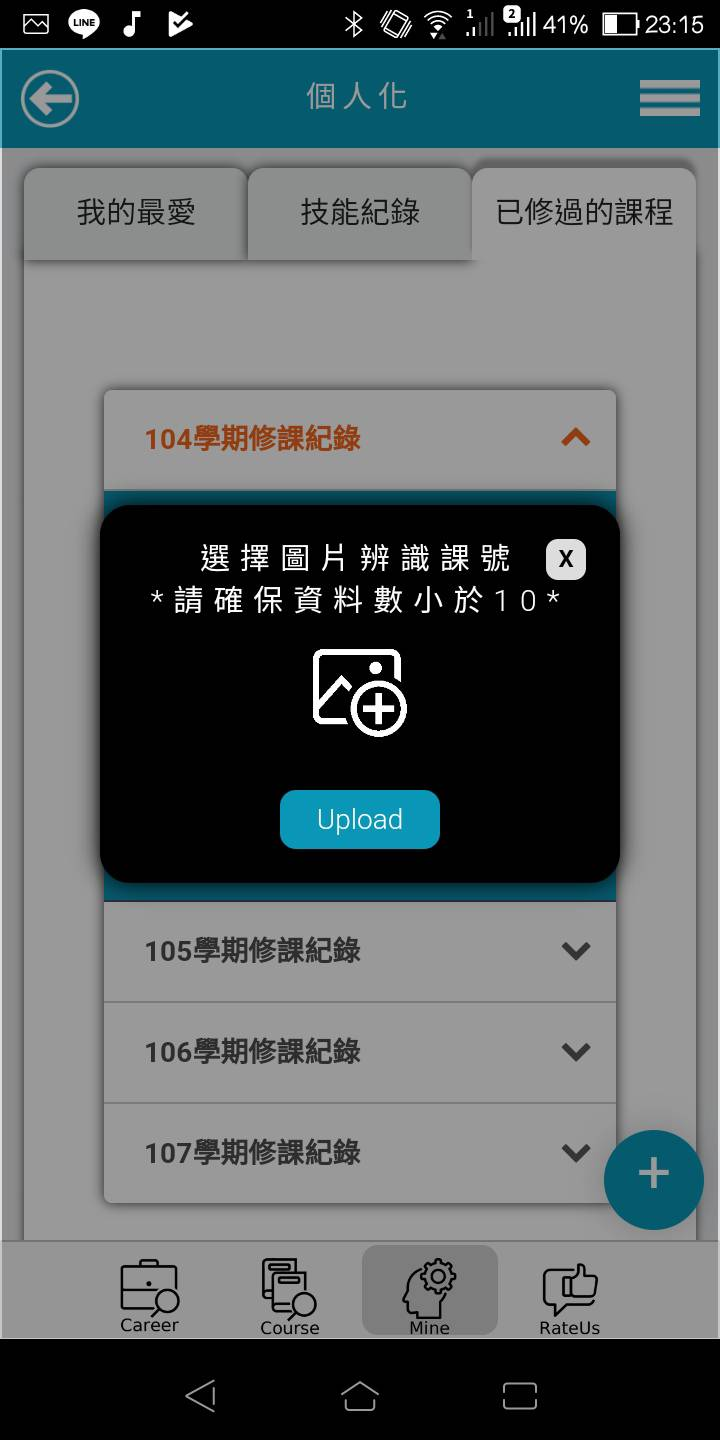 LINE
1
2
41%
23:15
個人化
我的最愛
技能紀錄
已修過的課程
104學期修課紀錄
選擇圖片辨識課號
X
*請確保資料數小於10*
Upload
105學期修課紀錄
106學期修課紀錄
107學期修課紀錄
+
Career
Course
Mine
RateUs